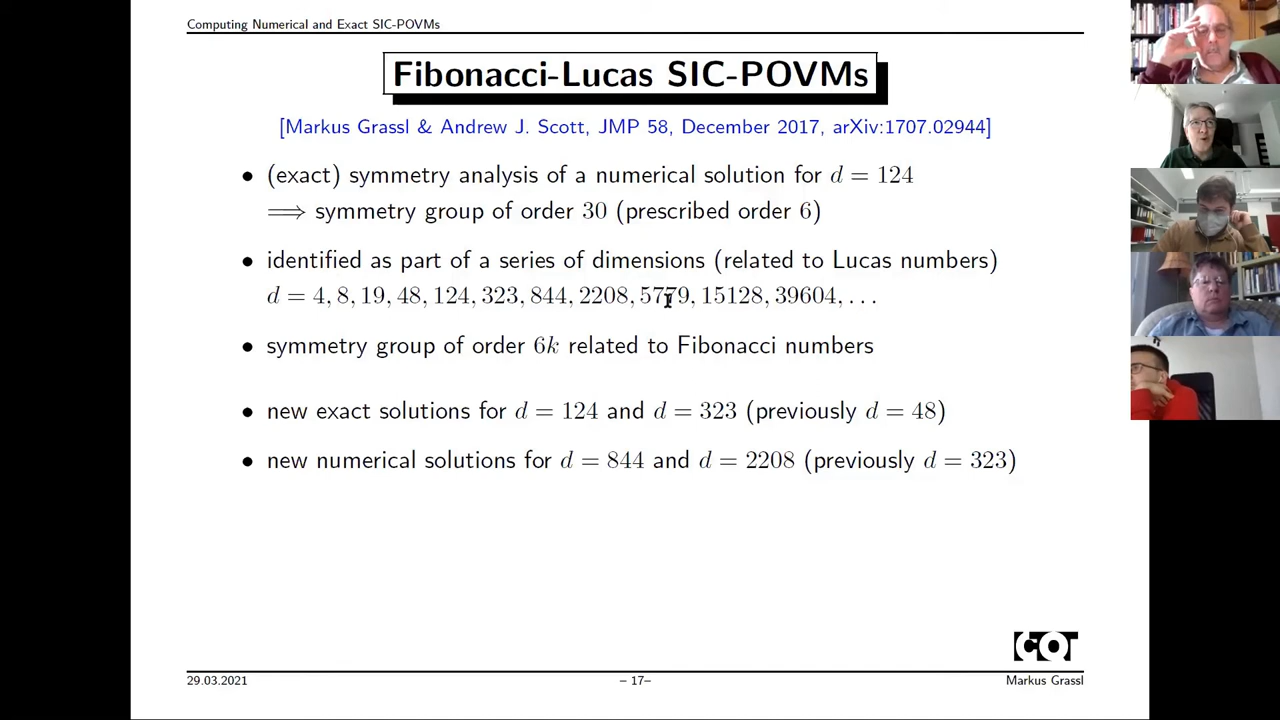 Computing Numerical and Exact SIC-POVMs
Fibonacci-Lucas SIC-POVMs
[Markus Grassl & Andrew J. Scott, JMP 58, December 2017, arXiv:1707.02944]
• (exact) symmetry analysis of a numerical solution for d = 124
⟹ symmetry group of order 30 (prescribed order 6)
• identified as part of a series of dimensions (related to Lucas numbers)
d = 4, 8, 19, 48, 124, 323, 844, 2208, 5779, 15128, 39604, . . .
• symmetry group of order 6k related to Fibonacci numbers
• new exact solutions for d = 124 and d = 323 (previously d = 48)
• new numerical solutions for d = 844 and d = 2208 (previously d = 323)
CQT
29.03.2021
– 17–
Markus Grassl